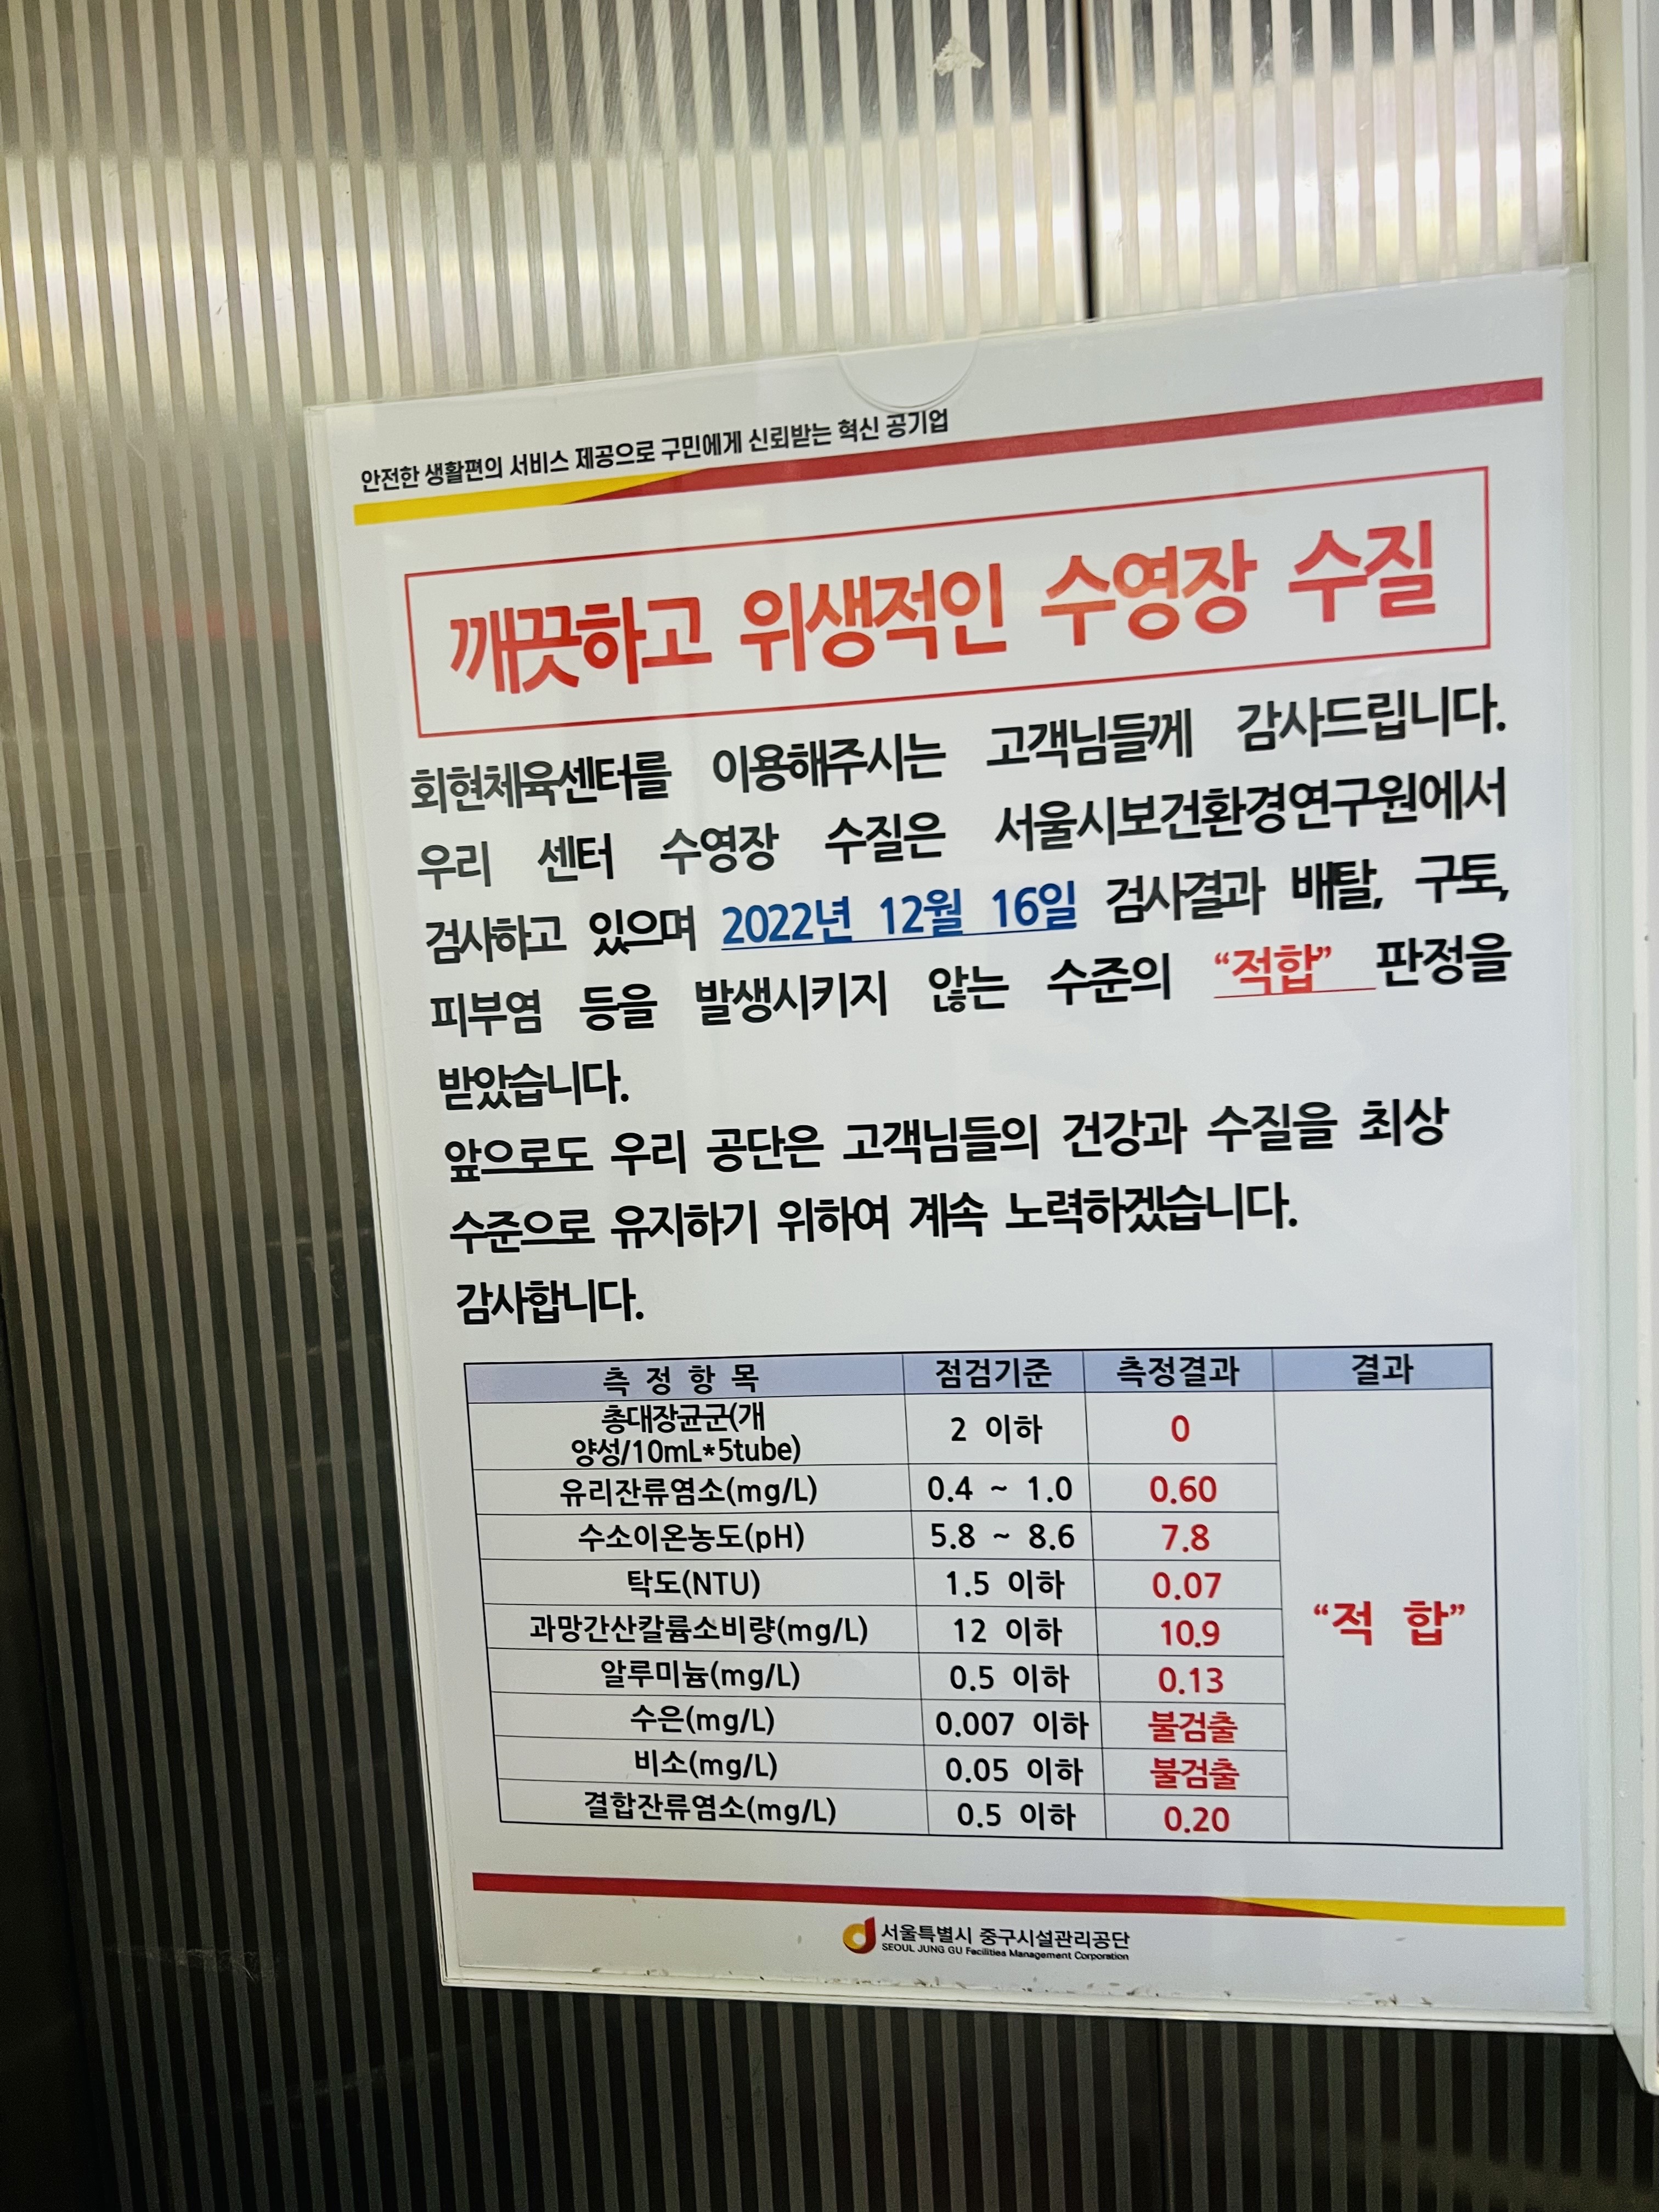 안전한 생활편의 서비스 제공으로 구민에게 신뢰받는 혁신 공기업
깨끗하고 위생적인 수영장 수질
회현체육센터를 이용해주시는 고객님들께 감사드립니다.
우리 센터 수영장 수질은 서울시보건환경연구원에서
검사하고 있으며 2022년 12월 16일 검사결과 배탈, 구토,
피부염 등을 발생시키지 않는 수준의 “적합” 판정을
받았습니다.
앞으로도 우리 공단은 고객님들의 건강과 수질을 최상
수준으로 유지하기 위하여 계속 노력하겠습니다.
감사합니다.
측 정 항 목 점검기준 측정결과 결과
총대장균군(개
양성/10mL*5tube) 2 이하 0
유리잔류염소(mg/L) 0.4 ~ 1.0 0.60
수소이온농도(pH) 5.8 ~ 8.6 7.8
탁도(NTU) 1.5 이하 0.07
과망간산칼륨소비량(mg/L) 12 이하 10.9
“적 합”
알루미늄(mg/L) 0.5 이하 0.13
수은(mg/L) 0.007 이하 불검출
비소(mg/L) 0.05 이하 불검출
결합잔류염소(mg/L) 0.5 이하 0.20
서울특별시 중구시설관리공단
SEOUL JUNG GU Facilities Management Corporation